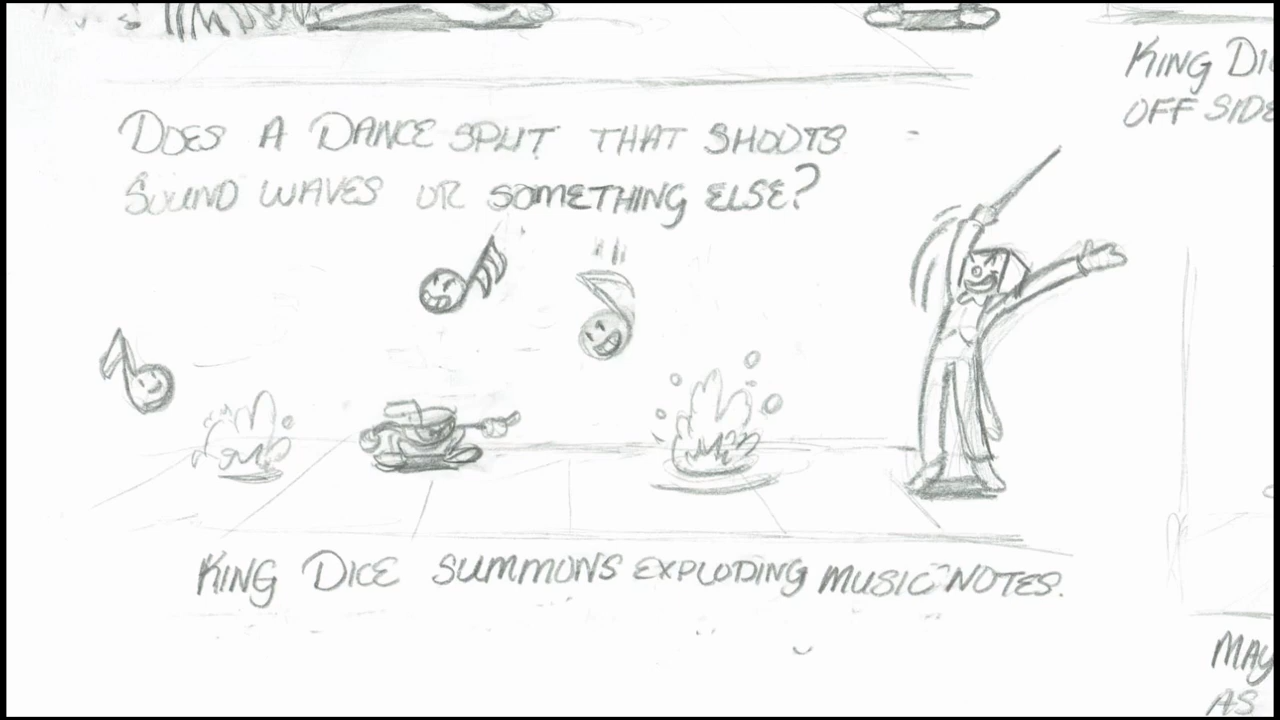 DOES A DANCE SPLIT THAT SHOOTS
SOUND WAVES OR SOMETHING ELSE?
KING DICE SUMMONS EXPLODING MUSIC NOTES.
KING DI
OFF SIDE
MAY
AS